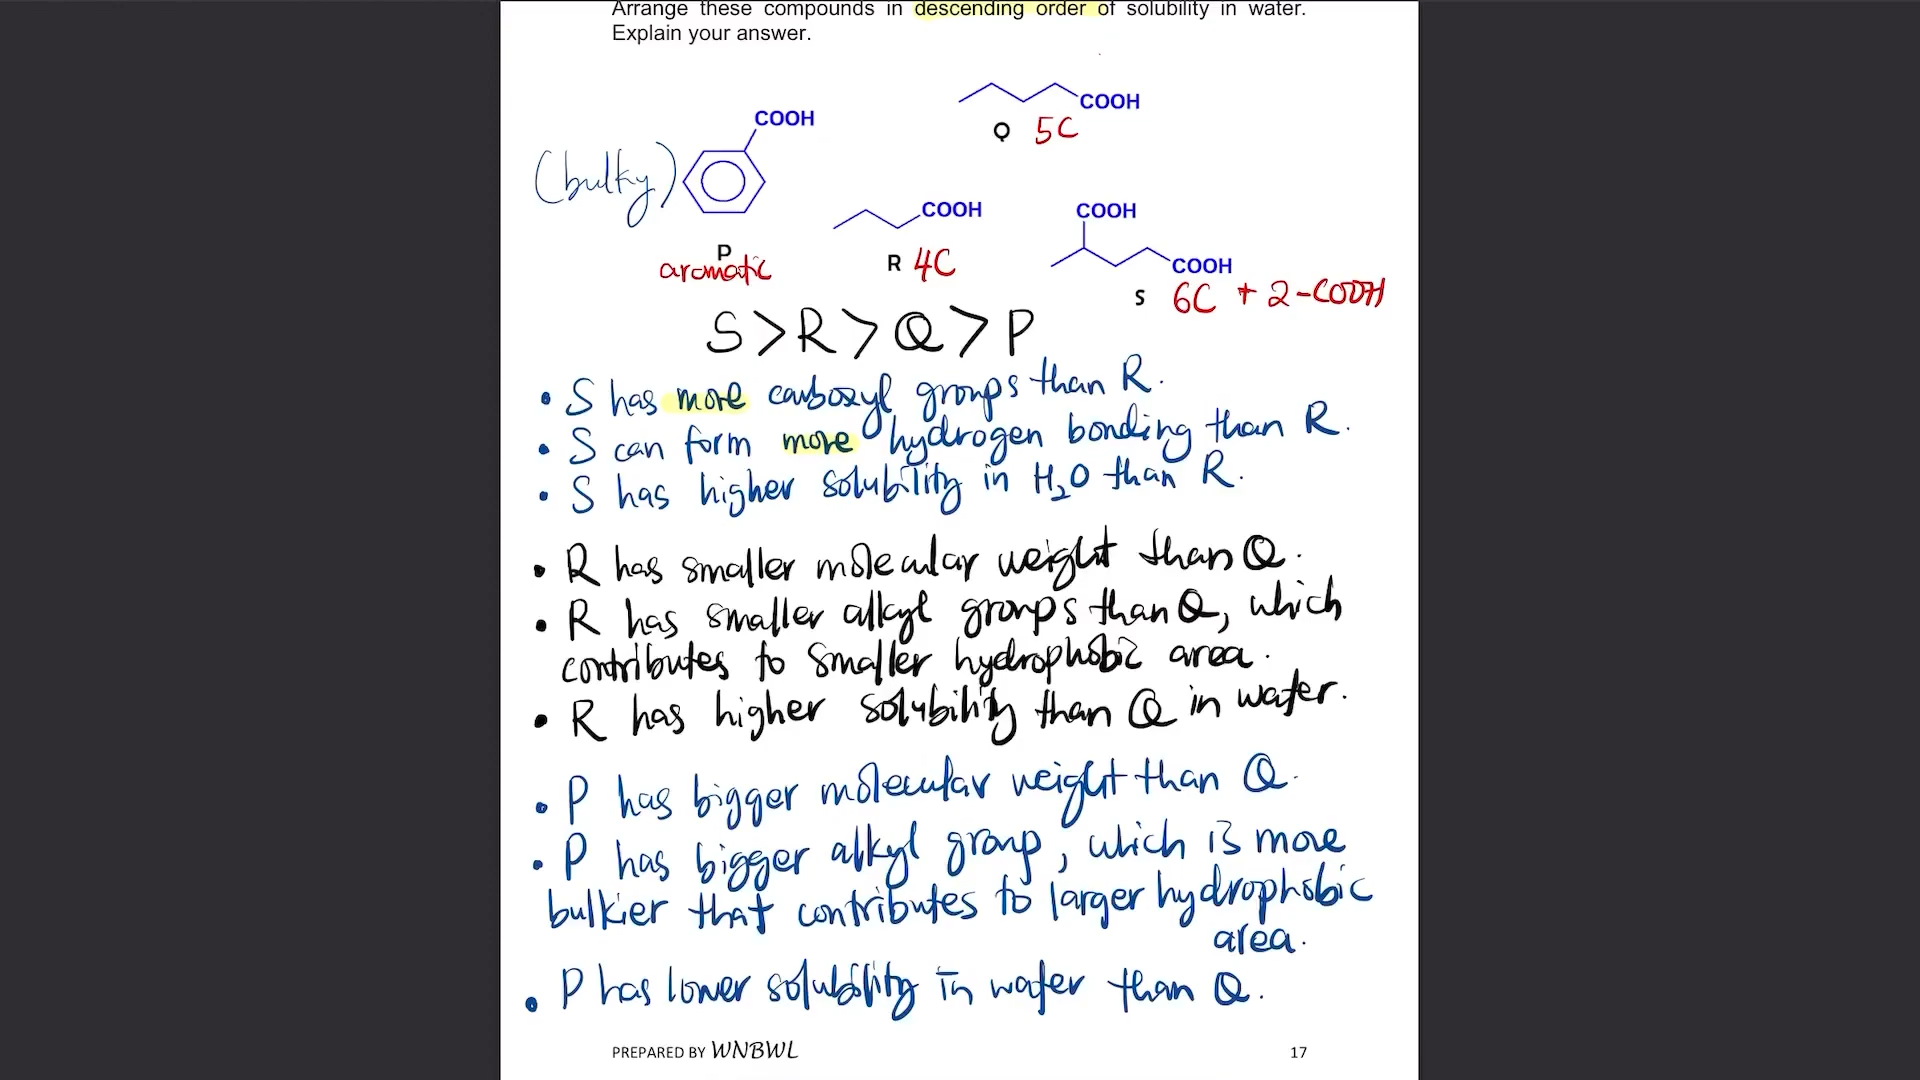 Arrange these compounds in descending order of solubility in water.
Explain your answer.
COOH
Q 5C
COOH
(bulky)
P
aromatic
COOH
R 4C
COOH
COOH
S 6C + 2-COOH
S > R > Q > P
• S has more carboxyl groups than R.
• S can form more hydrogen bonding than R.
• S has higher solubility in H₂O than R.
• R has smaller molecular weight than Q.
• R has smaller alkyl groups than Q, which
contributes to smaller hydrophobic area.
• R has higher solubility than Q in water.
• P has bigger molecular weight than Q.
• P has bigger alkyl group, which is more
bulkier that contributes to larger hydrophobic
area.
• P has lower solubility in water than Q.
PREPARED BY WNBWL
17